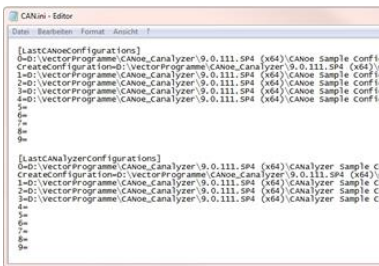 CAN.ini - Editor
Datei Bearbeiten Format Ansicht ?
[LastCANoeConfigurations]
0=D:\VectorProgramme\CANoe_Canalyzer\9.0.111.SP4 (x64)\CANoe Sample Confi
CreateConfiguration=D:\VectorProgramme\CANoe_Canalyzer\9.0.111.SP4 (x64)\
1=D:\VectorProgramme\CANoe_Canalyzer\9.0.111.SP4 (x64)\CANoe Sample Confi
2=D:\VectorProgramme\CANoe_Canalyzer\9.0.111.SP4 (x64)\CANoe Sample Confi
3=D:\VectorProgramme\CANoe_Canalyzer\9.0.111.SP4 (x64)\CANoe Sample Confi
4=D:\VectorProgramme\CANoe_Canalyzer\9.0.111.SP4 (x64)\CANoe Sample Confi
5=
6=
7=
8=
9=
[LastCANalyzerConfigurations]
0=D:\VectorProgramme\CANoe_Canalyzer\9.0.111.SP4 (x64)\CANalyzer Sample C
CreateConfiguration=D:\VectorProgramme\CANoe_Canalyzer\9.0.111.SP4 (x64)\
1=D:\VectorProgramme\CANoe_Canalyzer\9.0.111.SP4 (x64)\CANalyzer Sample C
2=D:\VectorProgramme\CANoe_Canalyzer\9.0.111.SP4 (x64)\CANalyzer Sample C
3=D:\VectorProgramme\CANoe_Canalyzer\9.0.111.SP4 (x64)\CANalyzer Sample C
4=
5=
6=
7=
8=
9=